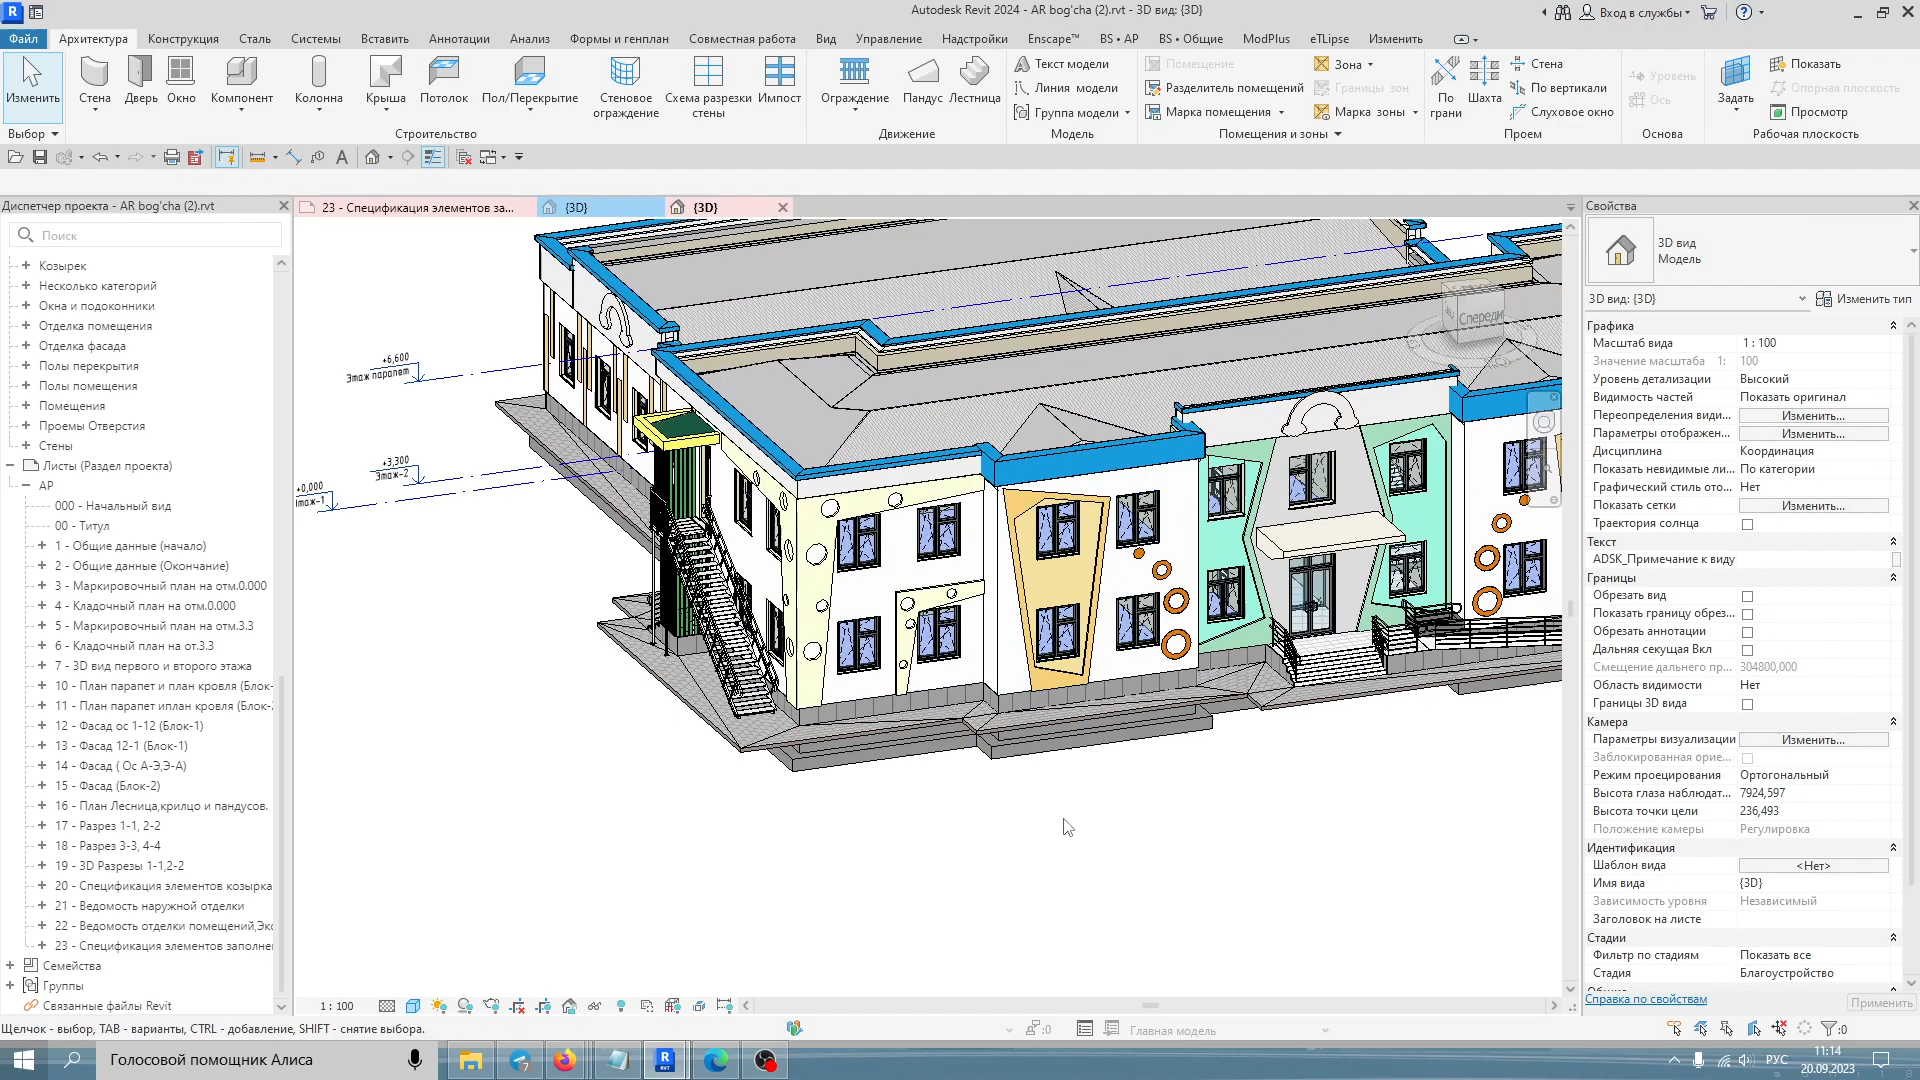 Autodesk Revit 2024 - AR bog'cha (2).rvt - 3D вид: {3D}
Вход в службы
Файл Архитектура Конструкция Сталь Системы Вставить Аннотации Анализ Формы и генплан Совместная работа Вид Управление Надстройки Enscape™ BS • АР BS • Общие ModPlus eTLipse Изменить
Изменить
Стена
Дверь
Окно
Компонент
Колонна
Крыша
Потолок
Пол/Перекрытие
Стеновое ограждение
Схема разрезки стены
Импост
Ограждение
Пандус
Лестница
Текст модели
Линия модели
Группа модели
Помещение
Разделитель помещений
Марка помещения
Зона
Границы зон
Марка зоны
По грани
Шахта
Стена
По вертикали
Слуховое окно
Уровень
Ось
Задать
Показать
Опорная плоскость
Просмотр
Выбор Строительство Движение Модель Помещения и зоны Проем Основа Рабочая плоскость
Диспетчер проекта - AR bog'cha (2).rvt
Поиск
Козырек
Несколько категорий
Окна и подоконники
Отделка помещения
Отделка фасада
Полы перекрытия
Полы помещения
Помещения
Проемы Отверстия
Стены
Листы (Раздел проекта)
АР
000 - Начальный вид
00 - Титул
1 - Общие данные (начало)
2 - Общие данные (Окончание)
3 - Маркировочный план на отм.0.000
4 - Кладочный план на отм.0.000
5 - Маркировочный план на отм.3.3
6 - Кладочный план на от.3.3
7 - 3D вид первого и второго этажа
10 - План парапет и план кровля (Блок-
11 - План парапет иплан кровля (Блок-
12 - Фасад ос 1-12 (Блок-1)
13 - Фасад 12-1 (Блок-1)
14 - Фасад ( Ос А-Э,Э-А)
15 - Фасад (Блок-2)
16 - План Лесница,крилцо и пандусов.
17 - Разрез 1-1, 2-2
18 - Разрез 3-3, 4-4
19 - 3D Разрезы 1-1,2-2
20 - Спецификация элементов козырка
21 - Ведомость наружной отделки
22 - Ведомость отделки помещений,Экс
23 - Спецификация элементов заполне
Семейства
Группы
Связанные файлы Revit
23 - Спецификация элементов за... {3D} {3D}
+6,600
Этаж парапет
+3,300
Этаж-2
+0,000
Этаж-1
Спереди
1 : 100
Свойства
3D вид
Модель
3D вид: {3D} Изменить тип
Графика
Масштаб вида 1 : 100
Значение масштаба 1: 100
Уровень детализации Высокий
Видимость частей Показать оригинал
Переопределения види... Изменить...
Параметры отображен... Изменить...
Дисциплина Координация
Показать невидимые ли... По категории
Графический стиль ото... Нет
Показать сетки Изменить...
Траектория солнца
Текст
ADSK_Примечание к виду
Границы
Обрезать вид
Показать границу обрез...
Обрезать аннотации
Дальняя секущая Вкл
Смещение дальнего пр... 304800,000
Область видимости Нет
Границы 3D вида
Камера
Параметры визуализации Изменить...
Заблокированная орие...
Режим проецирования Ортогональный
Высота глаза наблюдат... 7924,597
Высота точки цели 236,493
Положение камеры Регулировка
Идентификация
Шаблон вида <Нет>
Имя вида {3D}
Зависимость уровня Независимый
Заголовок на листе
Стадии
Фильтр по стадиям Показать все
Стадия Благоустройство
Справка по свойствам Применить
Щелчок - выбор, TAB - варианты, CTRL - добавление, SHIFT - снятие выбора.
:0
Главная модель
:0
Голосовой помощник Алиса
РУС
11:14
20.09.2023